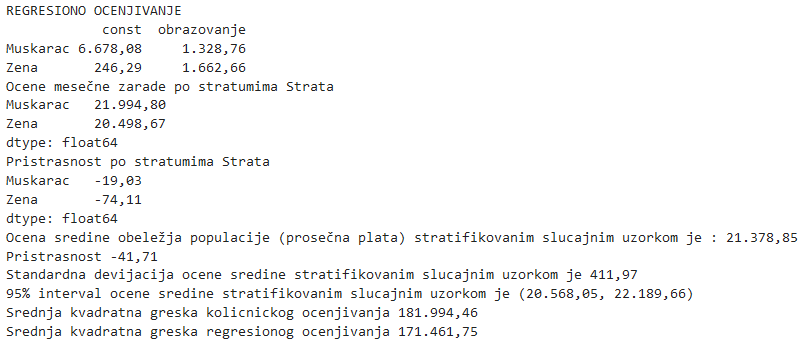 REGRESIONO OCENJIVANJE
const obrazovanje
Muskarac 6.678,08 1.328,76
Zena 246,29 1.662,66
Ocene mesečne zarade po stratumima Strata
Muskarac 21.994,80
Zena 20.498,67
dtype: float64
Pristrasnost po stratumima Strata
Muskarac -19,03
Zena -74,11
dtype: float64
Ocena sredine obeležja populacije (prosečna plata) stratifikovanim slucajnim uzorkom je : 21.378,85
Pristrasnost -41,71
Standardna devijacija ocene sredine stratifikovanim slucajnim uzorkom je 411,97
95% interval ocene sredine stratifikovanim slucajnim uzorkom je (20.568,05, 22.189,66)
Srednja kvadratna greska kolicnickog ocenjivanja 181.994,46
Srednja kvadratna greska regresionog ocenjivanja 171.461,75